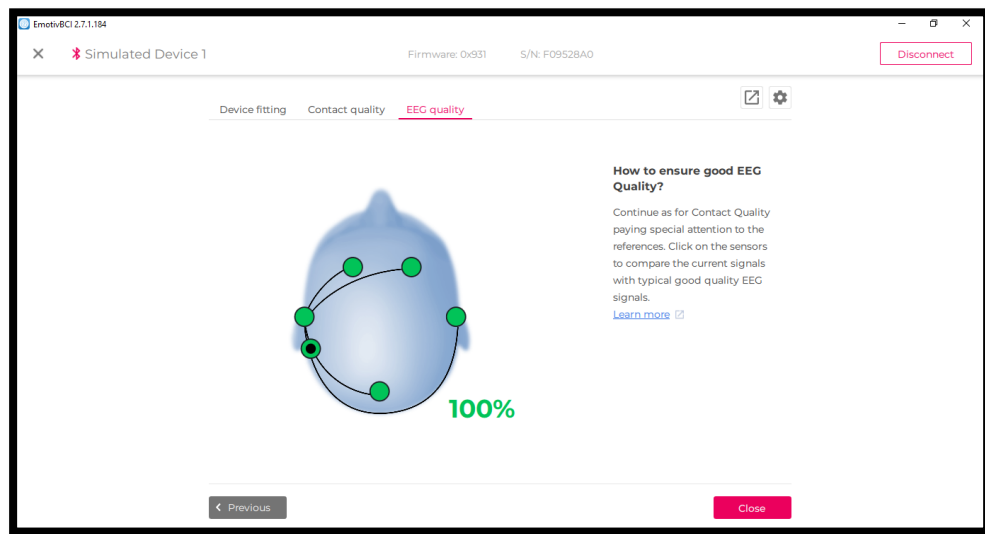 EmotivBCI 2.7.1.184
Simulated Device 1
Firmware: 0x931
S/N: F09528A0
Disconnect
Device fitting
Contact quality
EEG quality
How to ensure good EEG
Quality?
Continue as for Contact Quality
paying special attention to the
references. Click on the sensors
to compare the current signals
with typical good quality EEG
signals.
Learn more
100%
Previous
Close